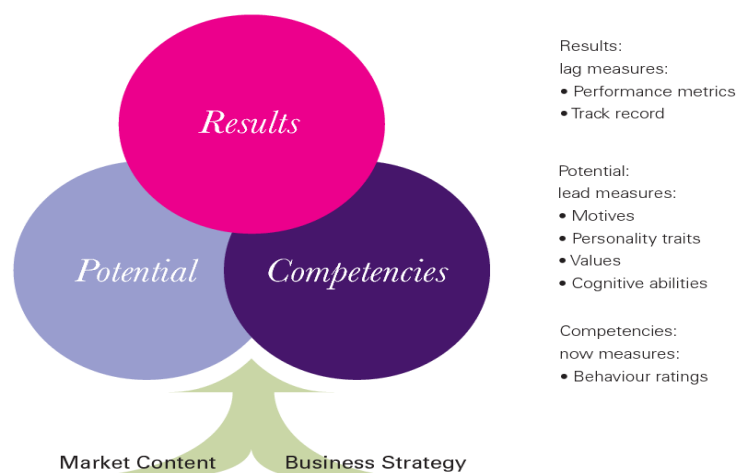 Results
Potential
Competencies
Market Content
Business Strategy
Results:
lag measures:
• Performance metrics
• Track record
Potential:
lead measures:
• Motives
• Personality traits
• Values
• Cognitive abilities
Competencies:
now measures:
• Behaviour ratings